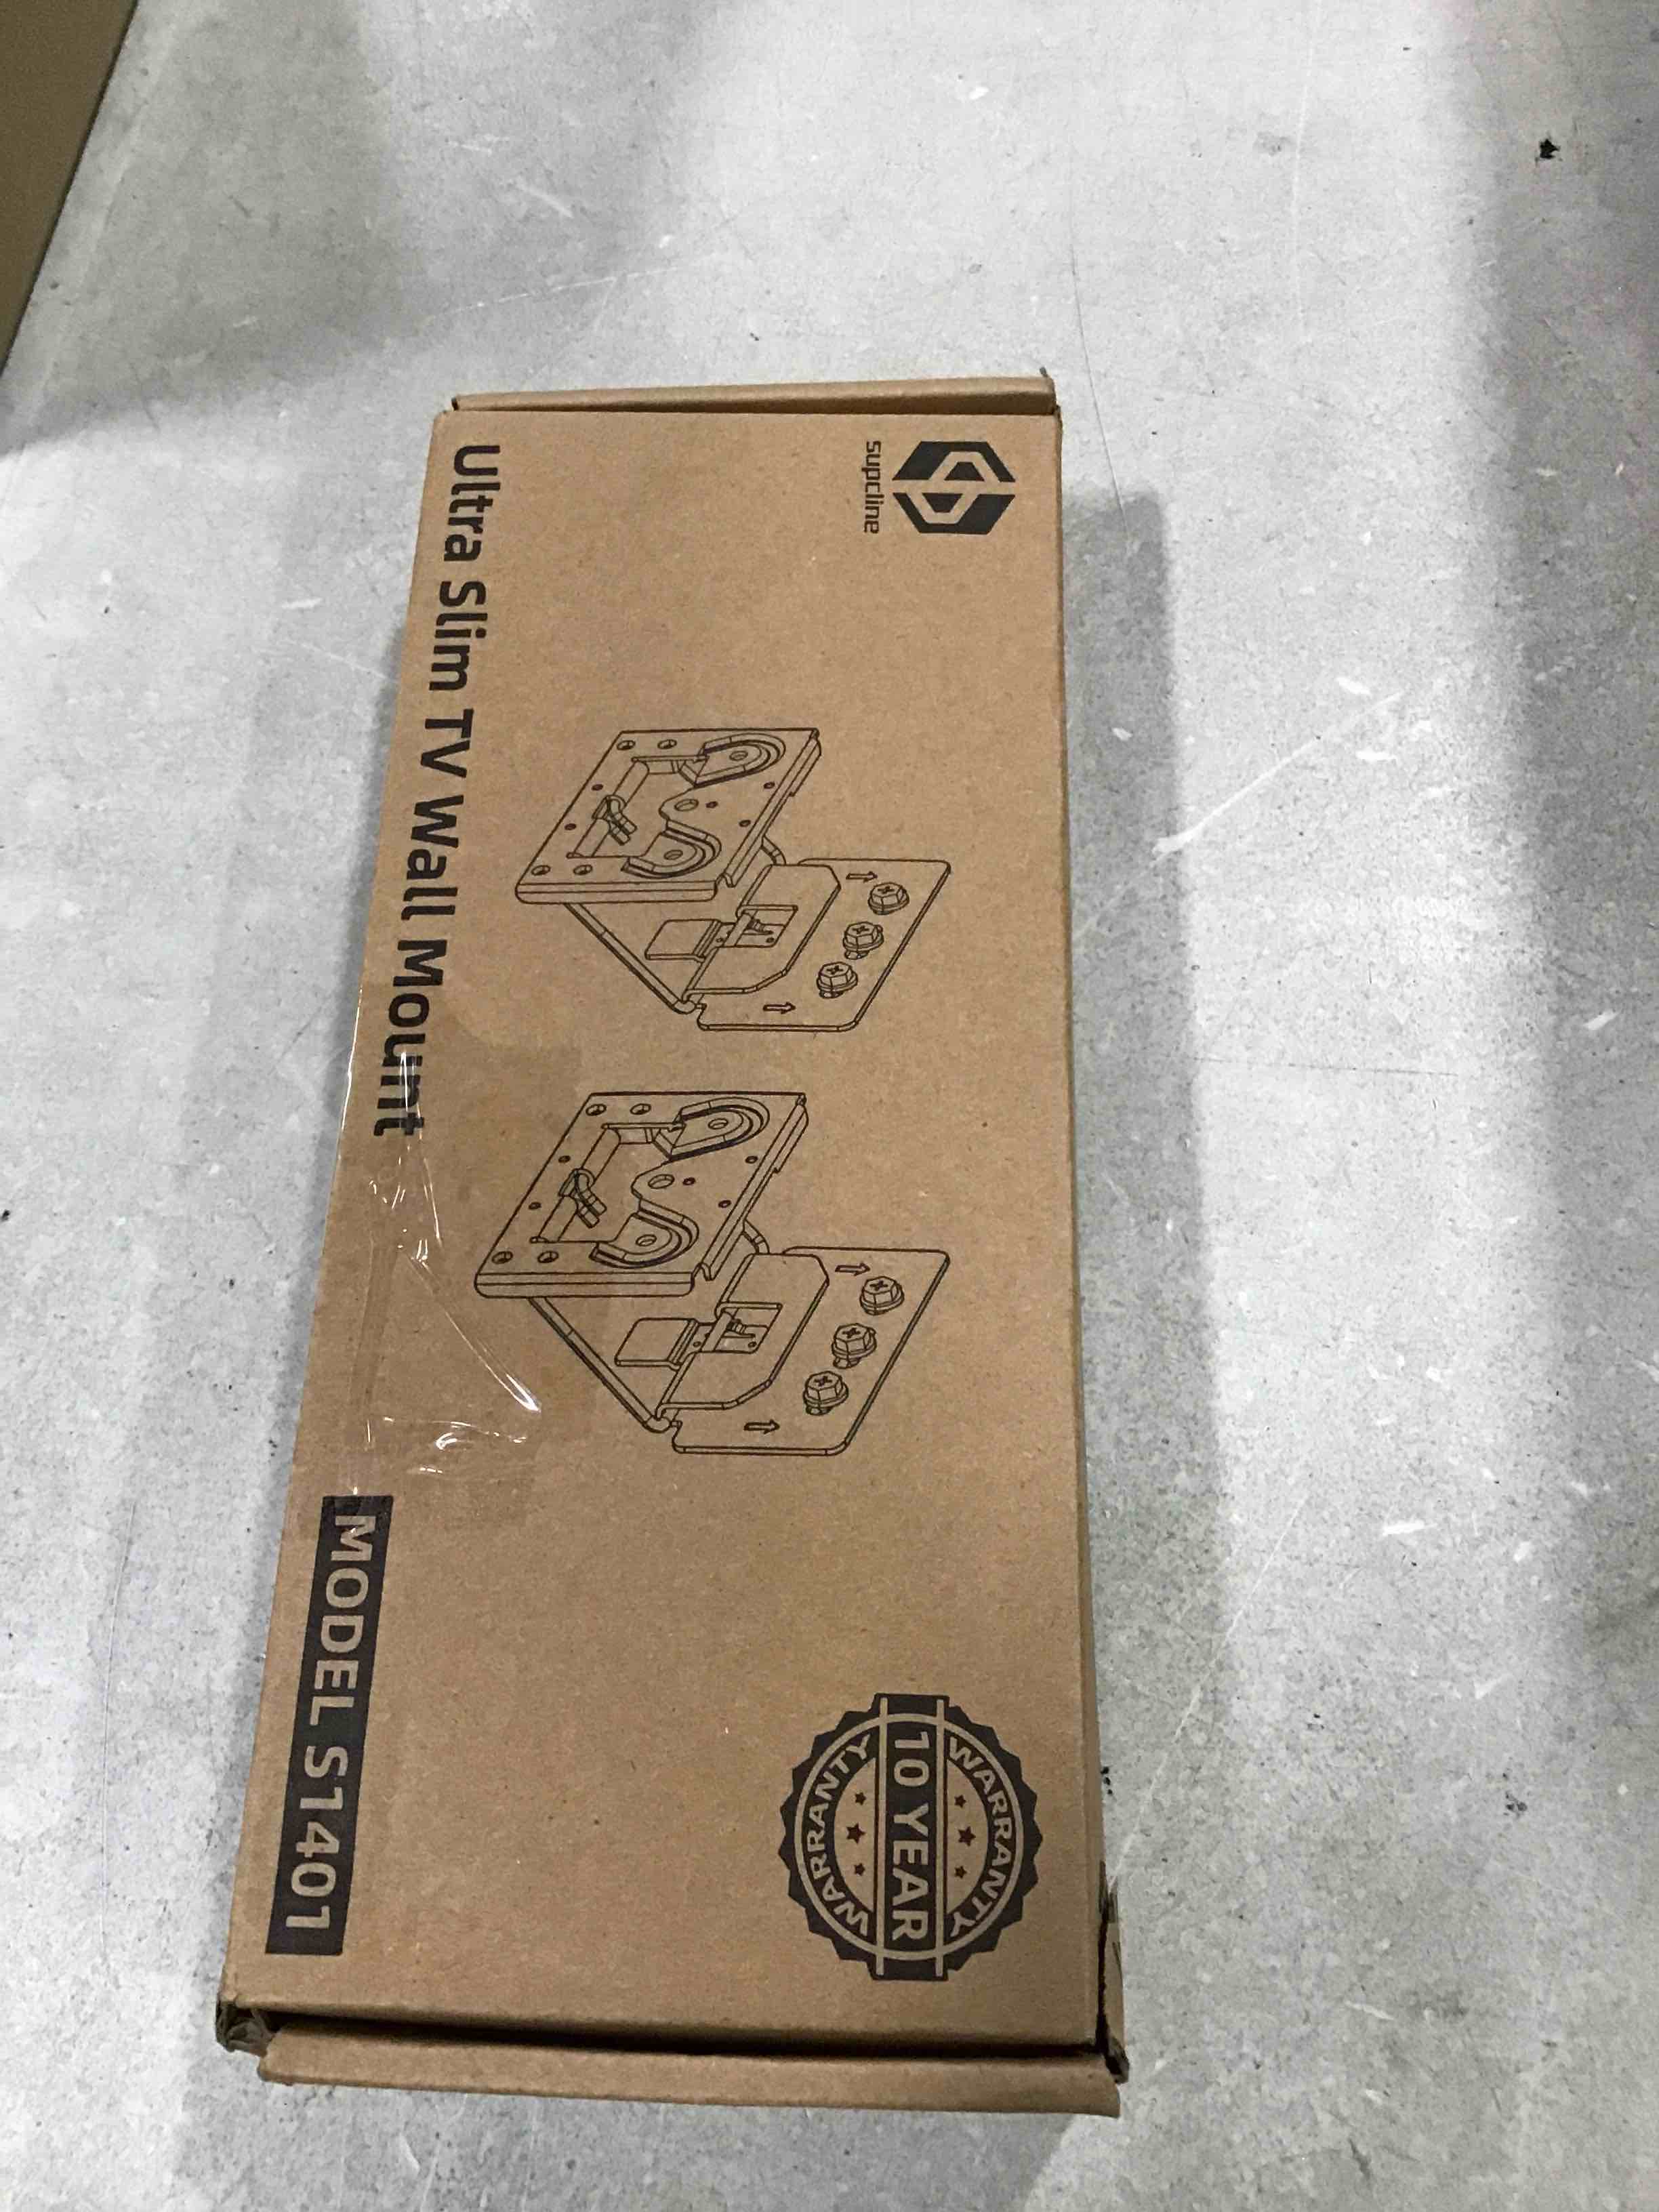 supcline
Ultra Slim TV Wall Mount
WARRANTY
10 YEAR
WARRANTY
MODEL S1401